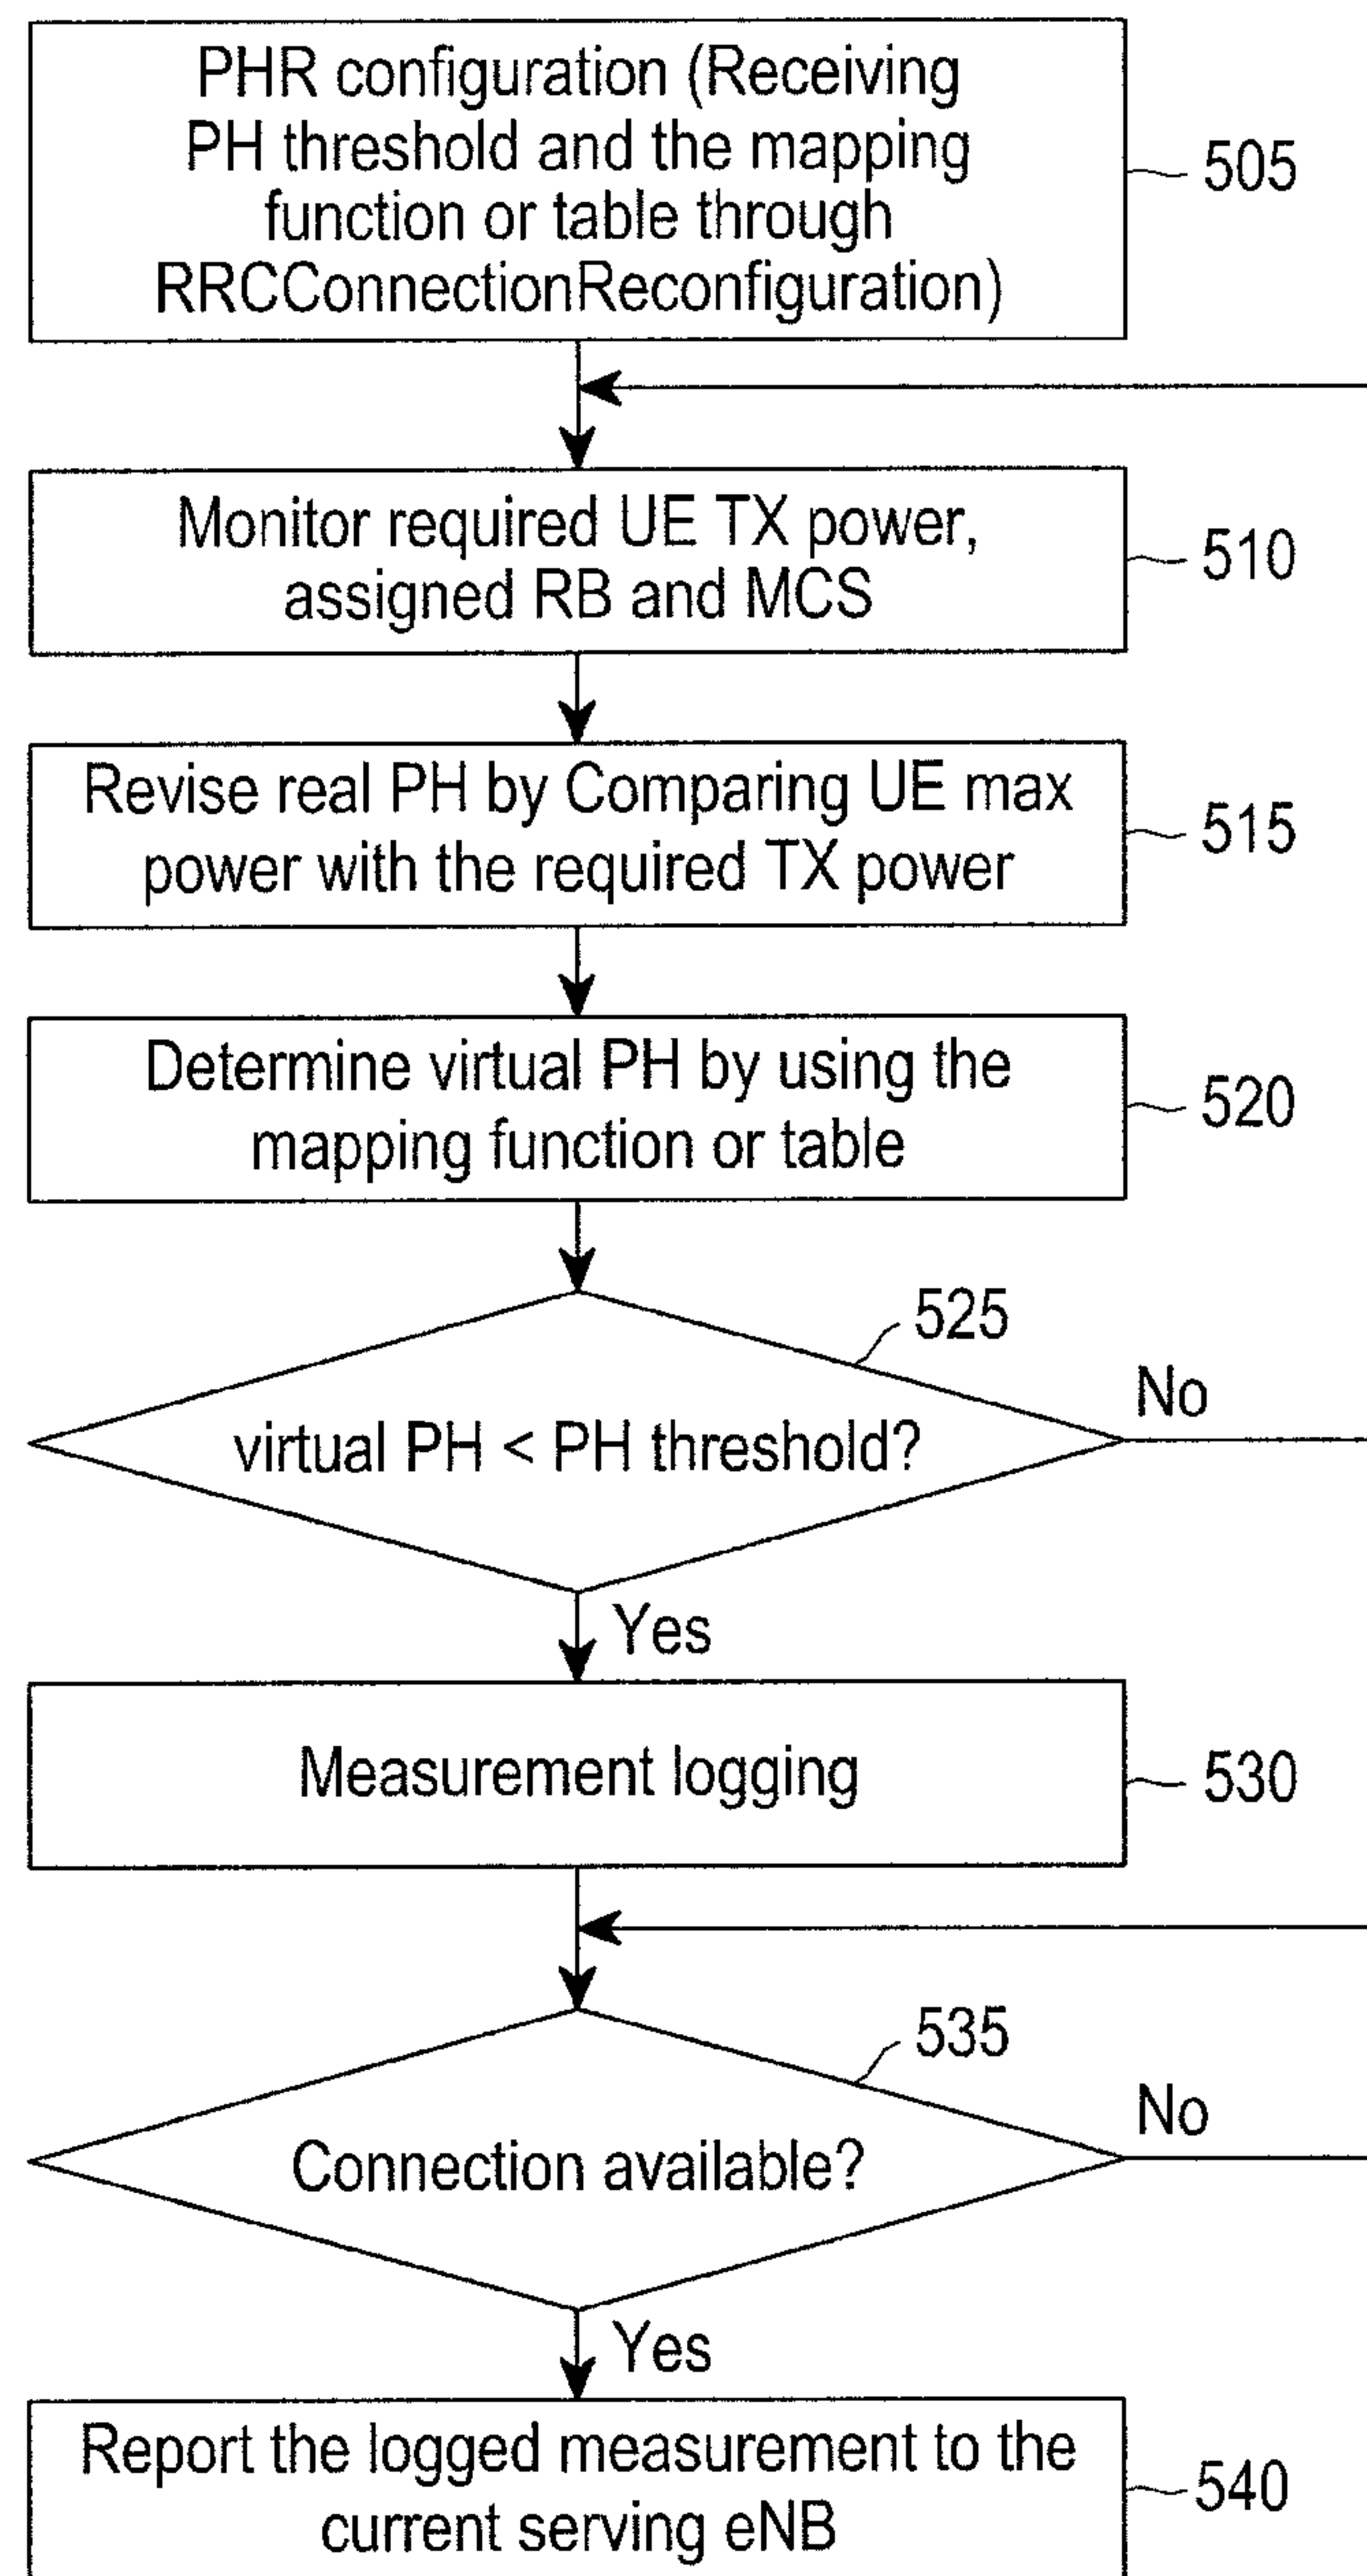 PHR configuration (Receiving
PH threshold and the mapping
function or table through
RRCConnectionReconfiguration)
505
Monitor required UE TX power,
assigned RB and MCS
510
Revise real PH by Comparing UE max
power with the required TX power
515
Determine virtual PH by using the
mapping function or table
520
525
virtual PH < PH threshold?
No
Yes
Measurement logging
530
535
Connection available?
No
Yes
Report the logged measurement to the
current serving eNB
540